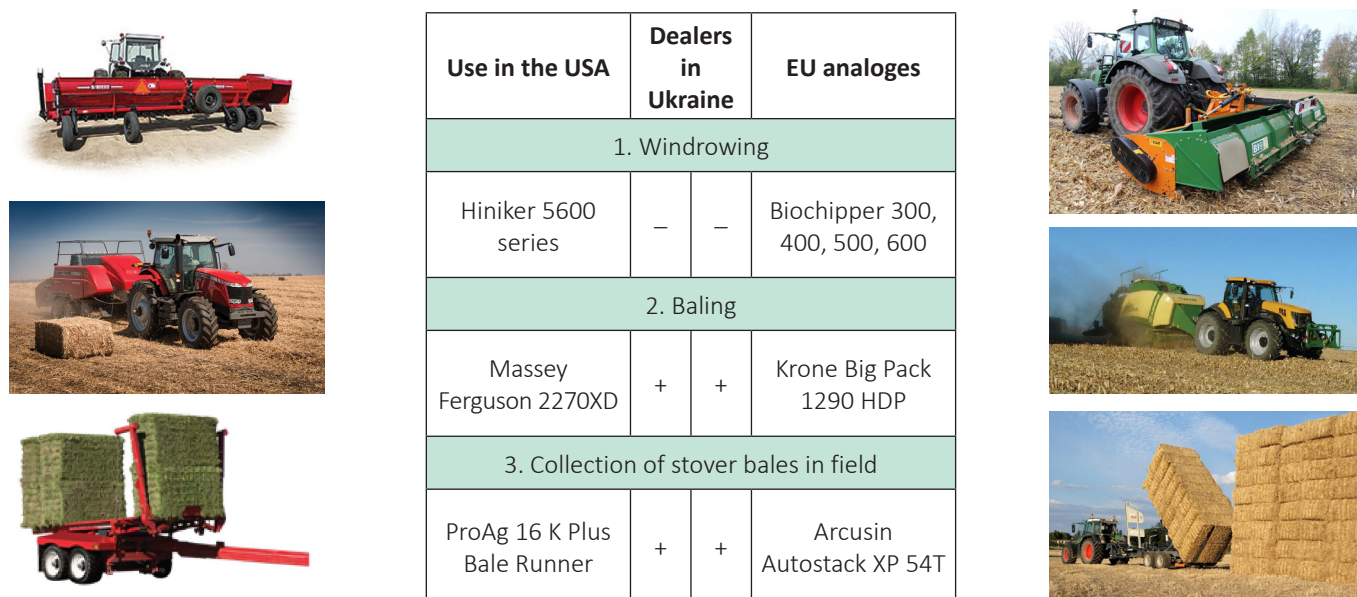 Use in the USA
Dealers
in
Ukraine
EU analoges
1. Windrowing
Hiniker 5600
series
–
–
Biochipper 300,
400, 500, 600
2. Baling
Massey
Ferguson 2270XD
+
+
Krone Big Pack
1290 HDP
3. Collection of stover bales in field
ProAg 16 K Plus
Bale Runner
+
+
Arcusin
Autostack XP 54T